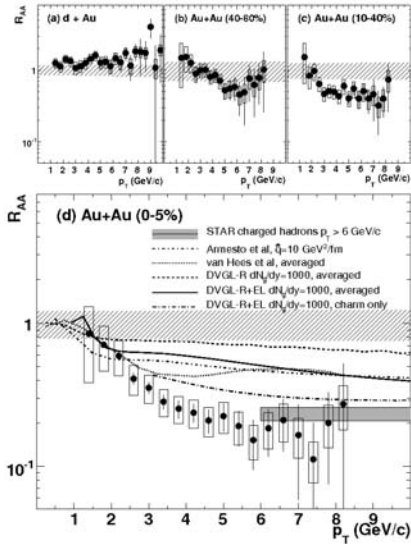 R_AA
(a) d + Au
(b) Au+Au (40-80%)
(c) Au+Au (10-40%)
1
10⁻¹
1 2 3 4 5 6 7 8 9
1 2 3 4 5 6 7 8 9
1 2 3 4 5 6 7 8 9
p_T (GeV/c)
p_T (GeV/c)
p_T (GeV/c)
R_AA
(d) Au+Au (0-5%)
STAR charged hadrons p_T > 6 GeV/c
Armesto et al, q̂=10 GeV²/fm
van Hees et al, averaged
DVGL-R dN_g/dy=1000, averaged
DVGL-R+EL dN_g/dy=1000, averaged
DVGL-R+EL dN_g/dy=1000, charm only
1
10⁻¹
1 2 3 4 5 6 7 8 9
p_T (GeV/c)